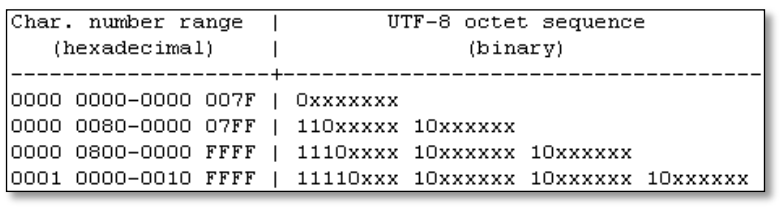 Char. number range | UTF-8 octet sequence
(hexadecimal) | (binary)
--------------------+---------------------------------------------
0000 0000-0000 007F | 0xxxxxxx
0000 0080-0000 07FF | 110xxxxx 10xxxxxx
0000 0800-0000 FFFF | 1110xxxx 10xxxxxx 10xxxxxx
0001 0000-0010 FFFF | 11110xxx 10xxxxxx 10xxxxxx 10xxxxxx